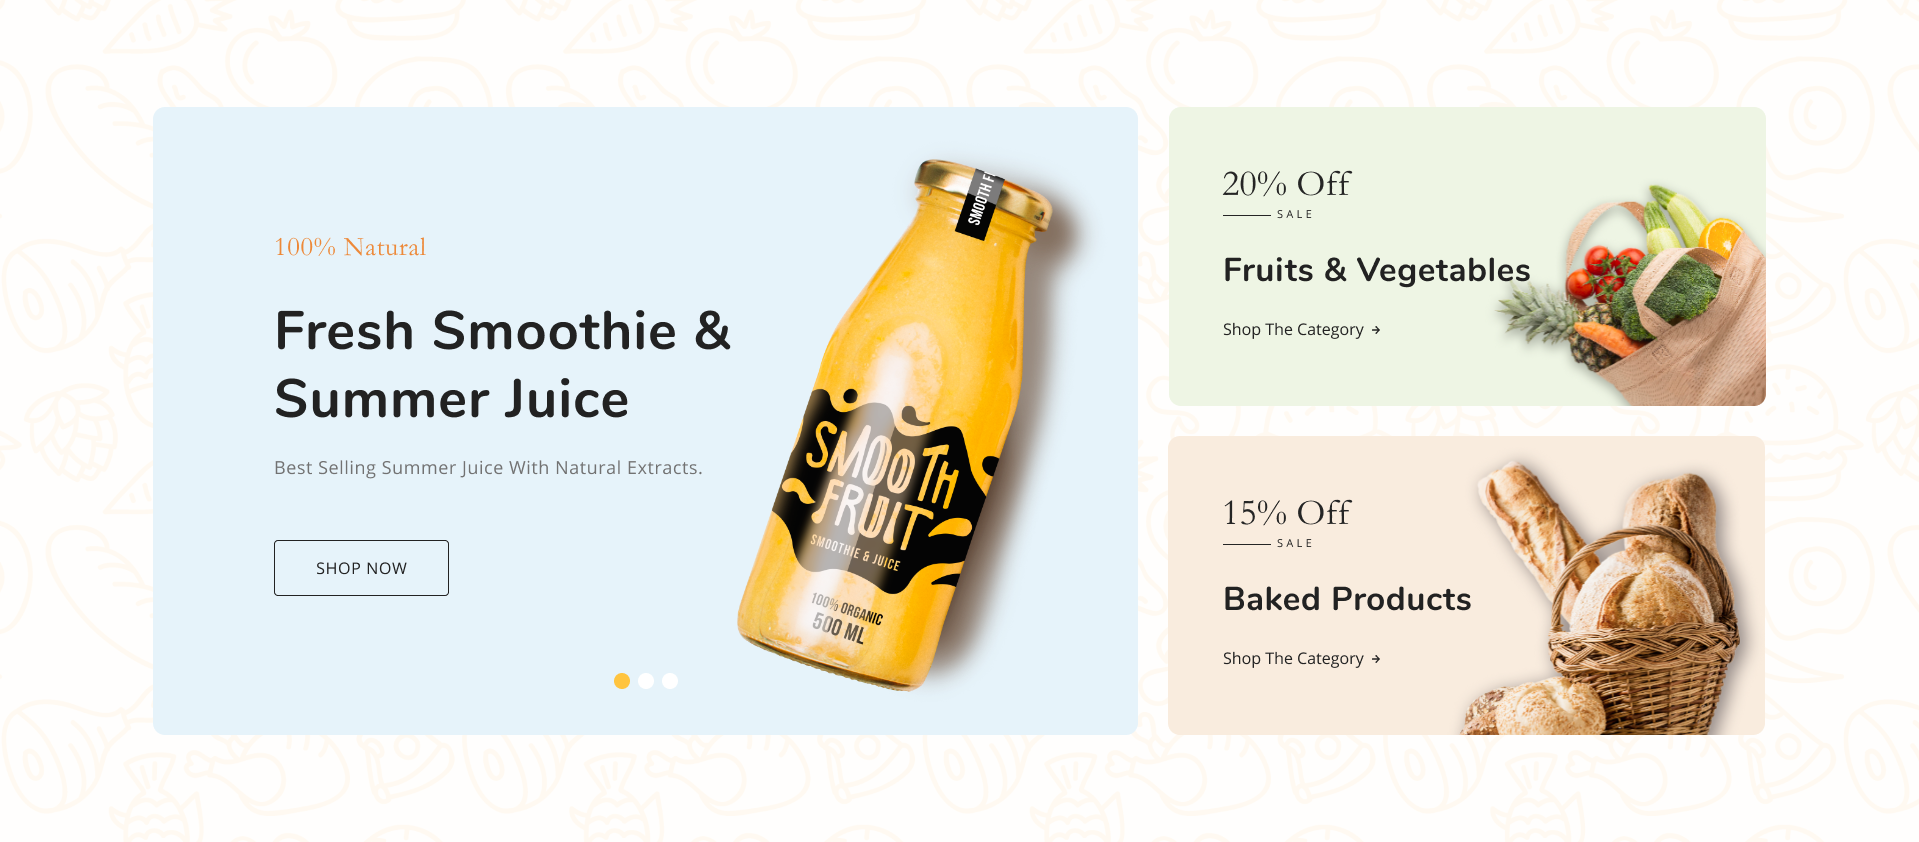 100% Natural
Fresh Smoothie &
Summer Juice
Best Selling Summer Juice With Natural Extracts.
SHOP NOW
SMOOTH F
SMOOTH
FRUIT
SMOOTHIE & JUICE
100% ORGANIC
500 ML
20% Off
SALE
Fruits & Vegetables
Shop The Category →
15% Off
SALE
Baked Products
Shop The Category →